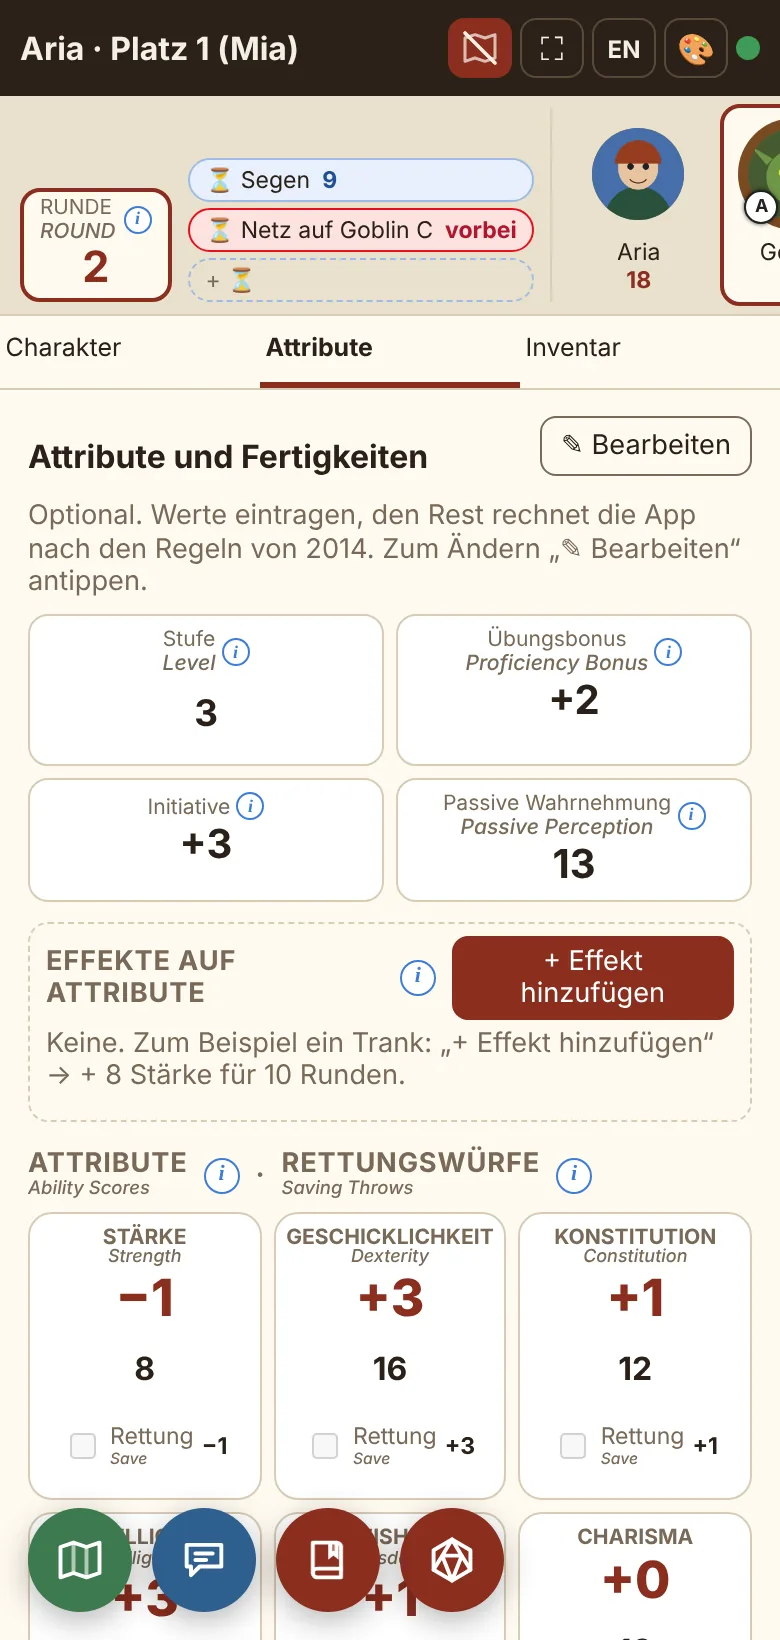 Aria · Platz 1 (Mia)
EN
RUNDE
ROUND
i
2
Segen 9
Netz auf Goblin C vorbei
+
Aria
18
A
Charakter
Attribute
Inventar
Attribute und Fertigkeiten
✎ Bearbeiten
Optional. Werte eintragen, den Rest rechnet die App
nach den Regeln von 2014. Zum Ändern „✎ Bearbeiten“
antippen.
Stufe
Level
i
3
Übungsbonus
Proficiency Bonus
i
+2
Initiative i
+3
Passive Wahrnehmung
Passive Perception
i
13
EFFEKTE AUF
ATTRIBUTE
i
+ Effekt
hinzufügen
Keine. Zum Beispiel ein Trank: „+ Effekt hinzufügen“
→ + 8 Stärke für 10 Runden.
ATTRIBUTE
Ability Scores
i
·
RETTUNGSWÜRFE
Saving Throws
i
STÄRKE
Strength
−1
8
Rettung −1
Save
GESCHICKLICHKEIT
Dexterity
+3
16
Rettung +3
Save
KONSTITUTION
Constitution
+1
12
Rettung +1
Save
+3
+1
CHARISMA
+0